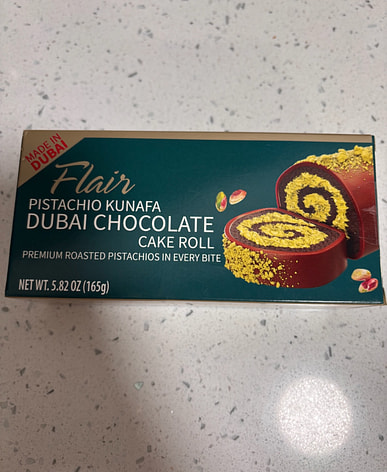 MADE IN
DUBAI
Flair
PISTACHIO KUNAFA
DUBAI CHOCOLATE
CAKE ROLL
PREMIUM ROASTED PISTACHIOS IN EVERY BITE
NET WT. 5.82 OZ (165g)